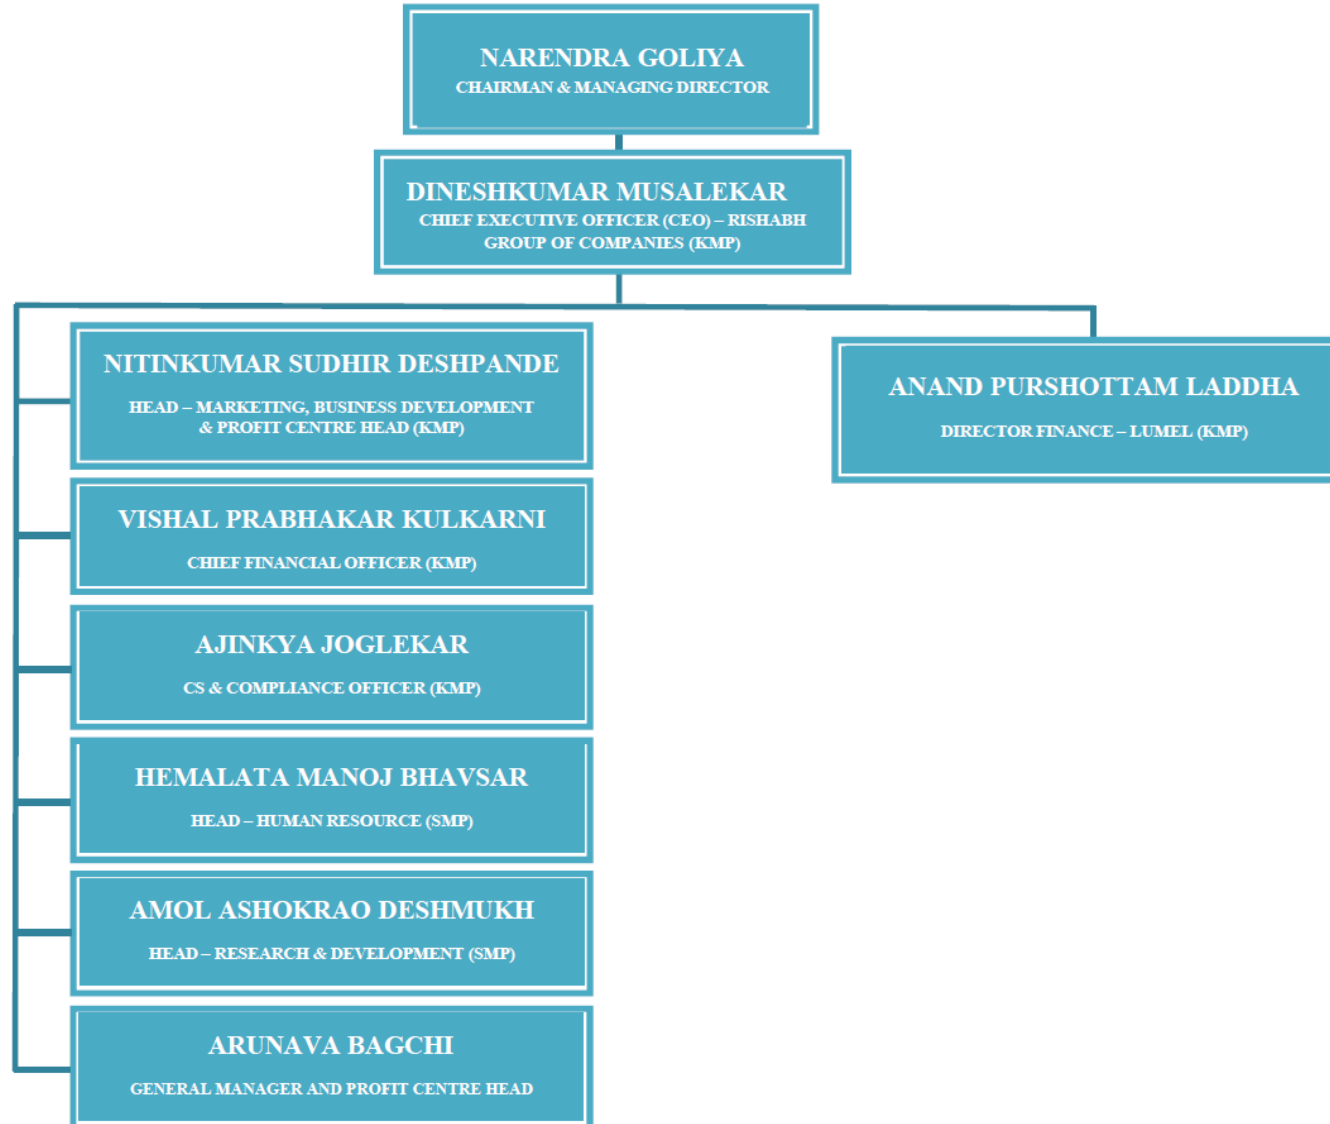 NARENDRA GOLIYA
CHAIRMAN & MANAGING DIRECTOR
DINESHKUMAR MUSALEKAR
CHIEF EXECUTIVE OFFICER (CEO) – RISHABH
GROUP OF COMPANIES (KMP)
NITINKUMAR SUDHIR DESHPANDE
HEAD – MARKETING, BUSINESS DEVELOPMENT
& PROFIT CENTRE HEAD (KMP)
ANAND PURSHOTTAM LADDHA
DIRECTOR FINANCE – LUMEL (KMP)
VISHAL PRABHAKAR KULKARNI
CHIEF FINANCIAL OFFICER (KMP)
AJINKYA JOGLEKAR
CS & COMPLIANCE OFFICER (KMP)
HEMALATA MANOJ BHAVSAR
HEAD – HUMAN RESOURCE (SMP)
AMOL ASHOKRAO DESHMUKH
HEAD – RESEARCH & DEVELOPMENT (SMP)
ARUNAVA BAGCHI
GENERAL MANAGER AND PROFIT CENTRE HEAD